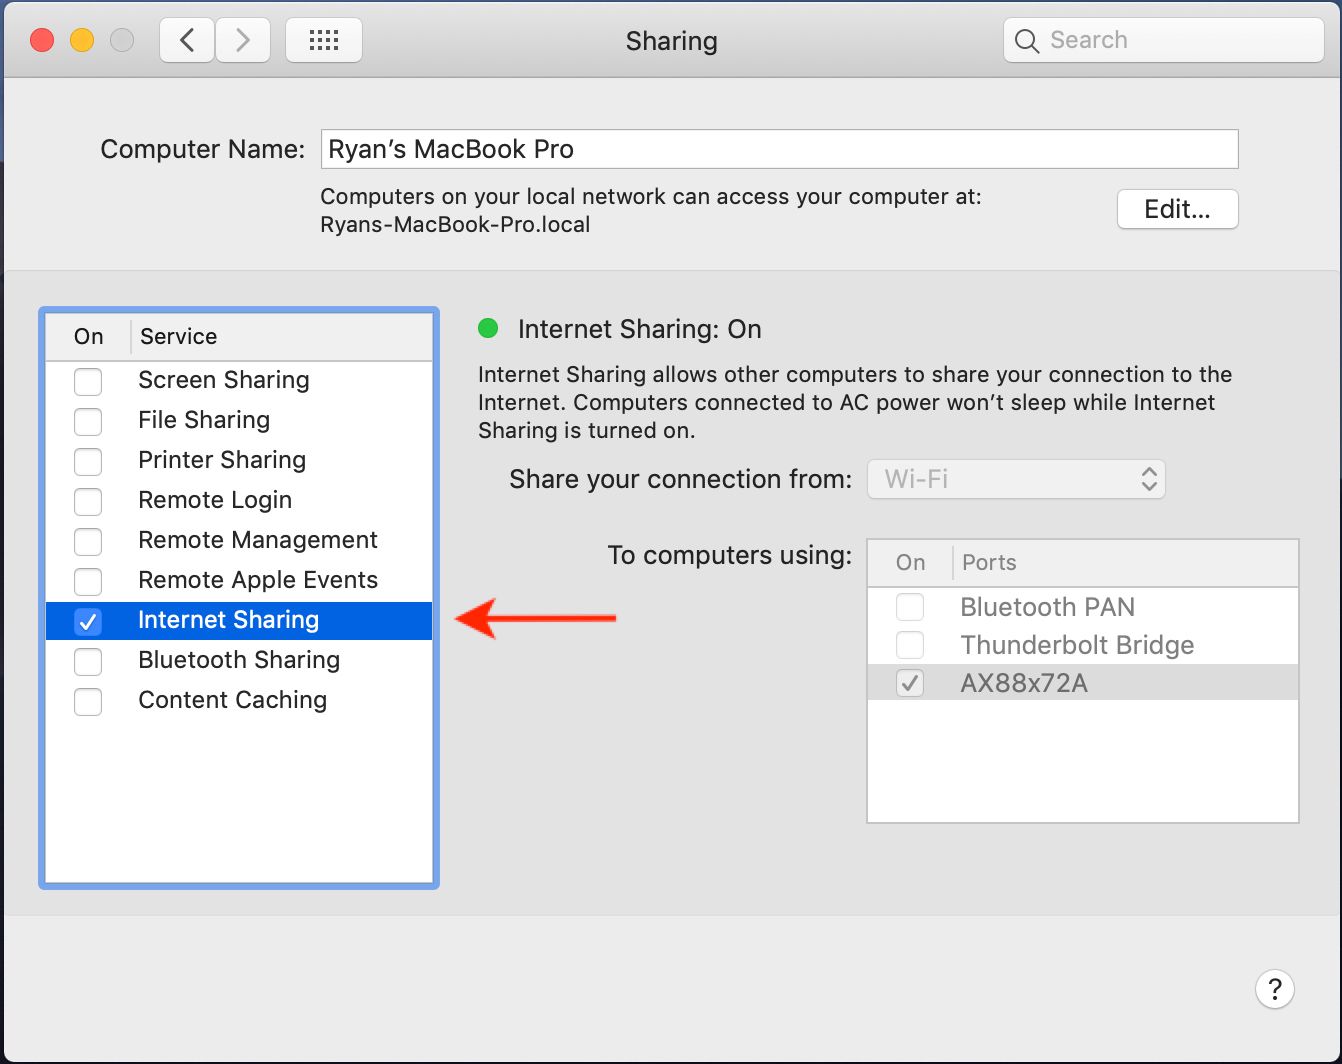 Sharing
Search
Computer Name:
Ryan’s MacBook Pro
Computers on your local network can access your computer at:
Ryans-MacBook-Pro.local
Edit...
On
Service
Screen Sharing
File Sharing
Printer Sharing
Remote Login
Remote Management
Remote Apple Events
Internet Sharing
Bluetooth Sharing
Content Caching
Internet Sharing: On
Internet Sharing allows other computers to share your connection to the
Internet. Computers connected to AC power won’t sleep while Internet
Sharing is turned on.
Share your connection from:
Wi-Fi
To computers using:
On
Ports
Bluetooth PAN
Thunderbolt Bridge
AX88x72A
?